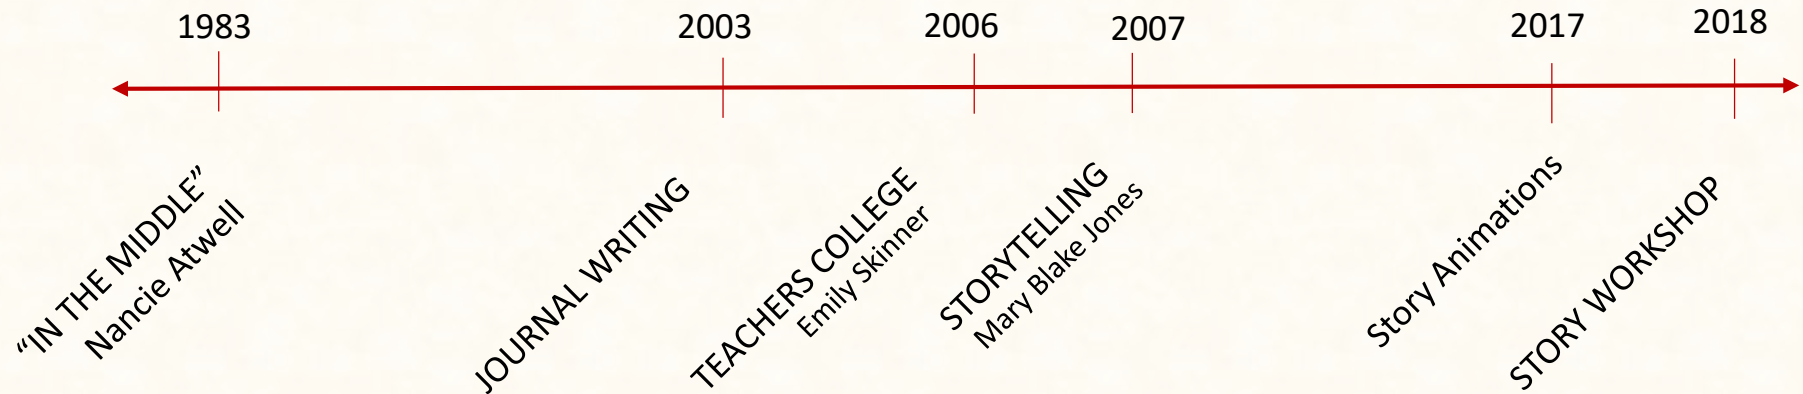 1983
2003
2006
2007
2017
2018
“IN THE MIDDLE”
Nancie Atwell
JOURNAL WRITING
TEACHERS COLLEGE
Emily Skinner
STORYTELLING
Mary Blake Jones
Story Animations
STORY WORKSHOP